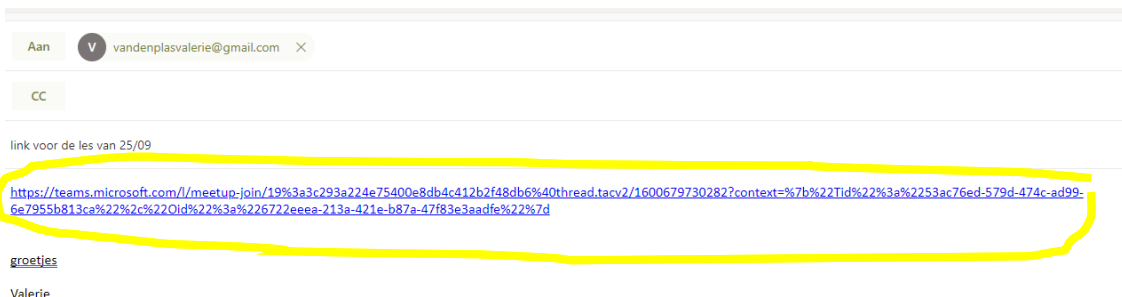 Aan V vandenplasvalerie@gmail.com
CC
link voor de les van 25/09
https://teams.microsoft.com/l/meetup-join/19%3a3c293a224e75400e8db4c412b2f48db6%40thread.tacv2/1600679730282?context=%7b%22Tid%22%3a%2253ac76ed-579d-474c-ad99-
6e7955b813ca%22%2c%22Oid%22%3a%226722eeea-213a-421e-b87a-47f83e3aadfe%22%7d
groetjes
Valerie